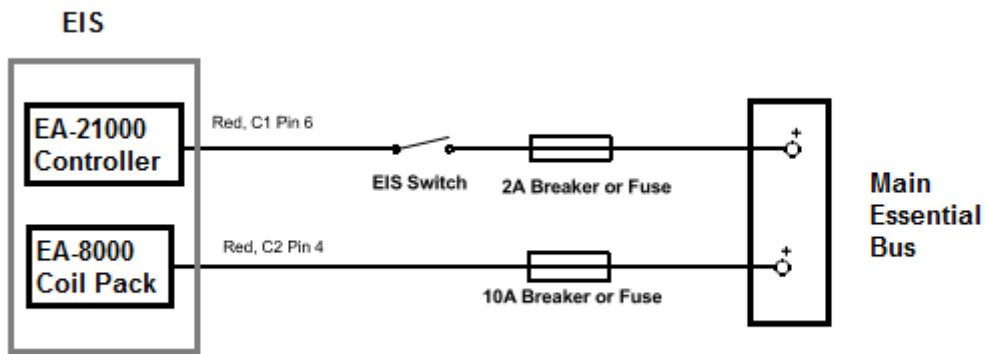 EIS
EA-21000
Controller
Red, C1 Pin 6
EIS Switch
2A Breaker or Fuse
+
EA-8000
Coil Pack
Red, C2 Pin 4
10A Breaker or Fuse
+
Main
Essential
Bus